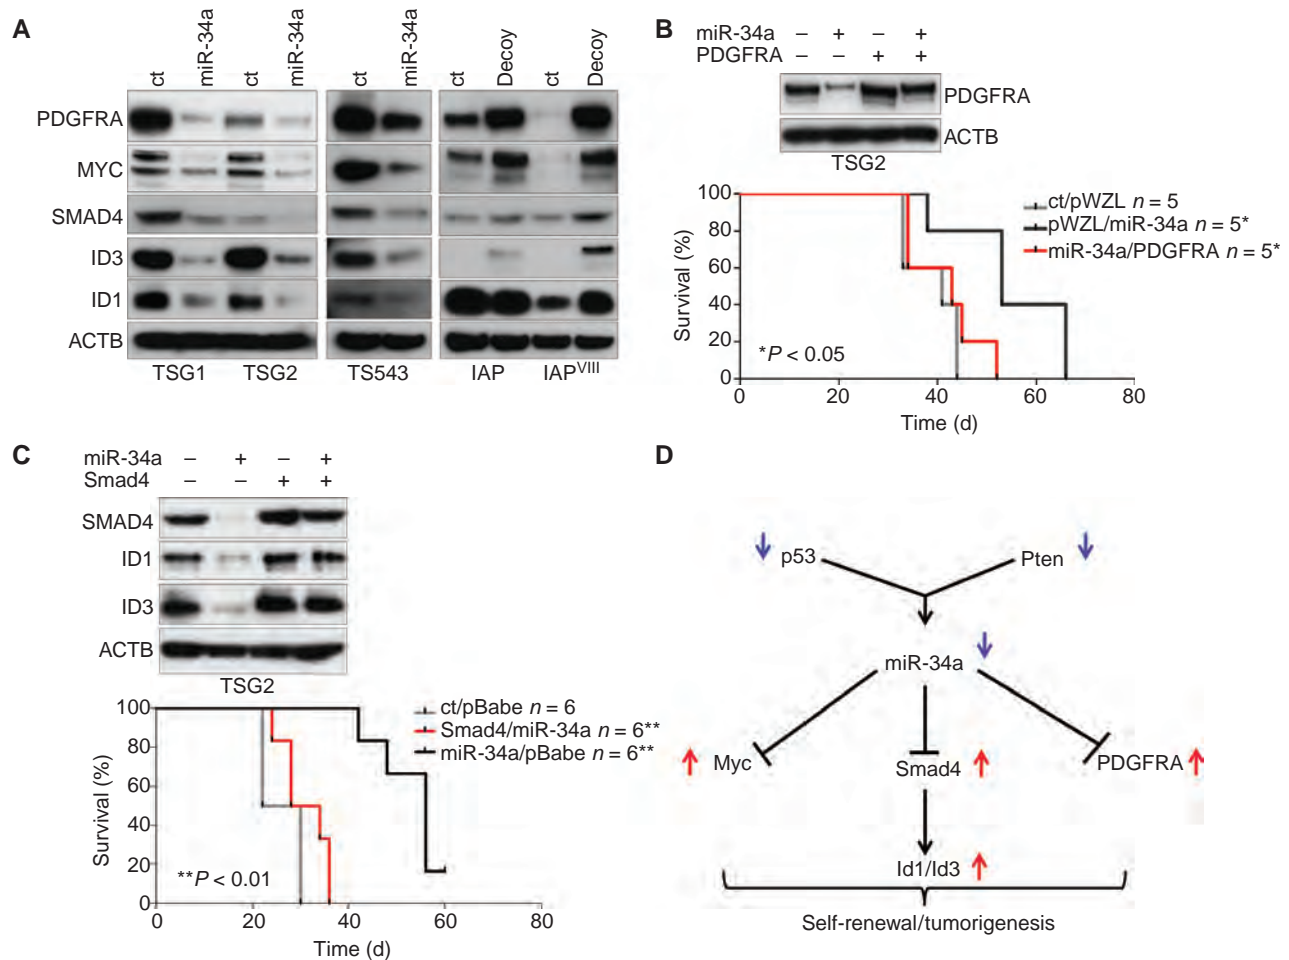 A
ct
miR-34a
ct
miR-34a
ct
miR-34a
ct
Decoy
ct
Decoy
PDGFRA
MYC
SMAD4
ID3
ID1
ACTB
TSG1 TSG2 TS543 IAP IAPVIII
B
miR-34a – + – +
PDGFRA – – + +
PDGFRA
ACTB
TSG2
Survival (%)
100
80
60
40
20
0
0 20 40 60 80
Time (d)
ct/pWZL n = 5
pWZL/miR-34a n = 5*
miR-34a/PDGFRA n = 5*
*P < 0.05
C
miR-34a – + – +
Smad4 – – + +
SMAD4
ID1
ID3
ACTB
TSG2
Survival (%)
100
80
60
40
20
0
0 20 40 60 80
Time (d)
ct/pBabe n = 6
Smad4/miR-34a n = 6**
miR-34a/pBabe n = 6**
**P < 0.01
D
p53 Pten
miR-34a
Myc Smad4 PDGFRA
Id1/Id3
Self-renewal/tumorigenesis